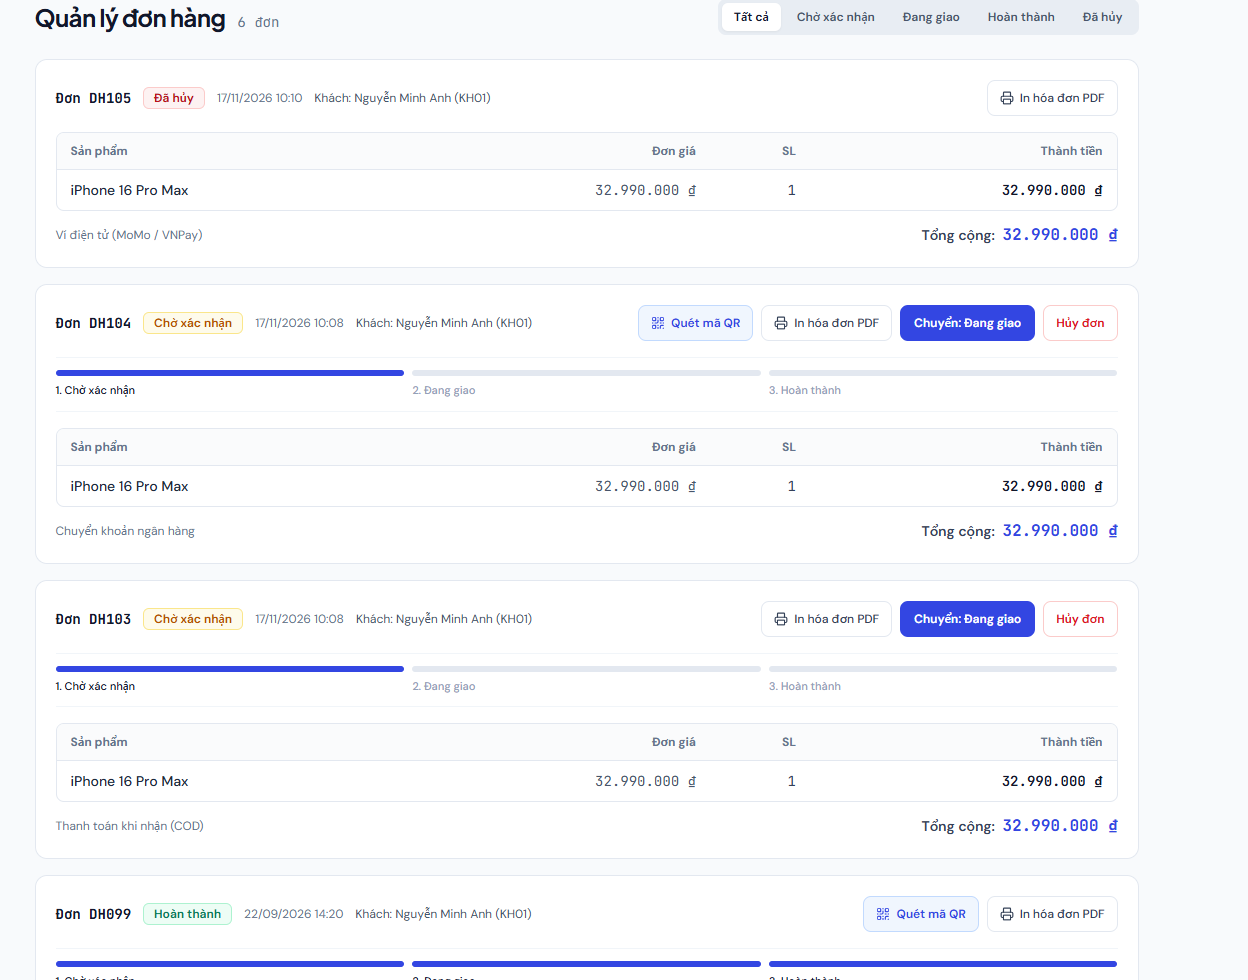 Quản lý đơn hàng 6 đơn
Tất cả Chờ xác nhận Đang giao Hoàn thành Đã hủy
Đơn DH105 Đã hủy 17/11/2026 10:10 Khách: Nguyễn Minh Anh (KH01) In hóa đơn PDF
Sản phẩm Đơn giá SL Thành tiền
iPhone 16 Pro Max 32.990.000 ₫ 1 32.990.000 ₫
Ví điện tử (MoMo / VNPay) Tổng cộng: 32.990.000 ₫
Đơn DH104 Chờ xác nhận 17/11/2026 10:08 Khách: Nguyễn Minh Anh (KH01) Quét mã QR In hóa đơn PDF Chuyển: Đang giao Hủy đơn
1. Chờ xác nhận 2. Đang giao 3. Hoàn thành
Sản phẩm Đơn giá SL Thành tiền
iPhone 16 Pro Max 32.990.000 ₫ 1 32.990.000 ₫
Chuyển khoản ngân hàng Tổng cộng: 32.990.000 ₫
Đơn DH103 Chờ xác nhận 17/11/2026 10:08 Khách: Nguyễn Minh Anh (KH01) In hóa đơn PDF Chuyển: Đang giao Hủy đơn
1. Chờ xác nhận 2. Đang giao 3. Hoàn thành
Sản phẩm Đơn giá SL Thành tiền
iPhone 16 Pro Max 32.990.000 ₫ 1 32.990.000 ₫
Thanh toán khi nhận (COD) Tổng cộng: 32.990.000 ₫
Đơn DH099 Hoàn thành 22/09/2026 14:20 Khách: Nguyễn Minh Anh (KH01) Quét mã QR In hóa đơn PDF